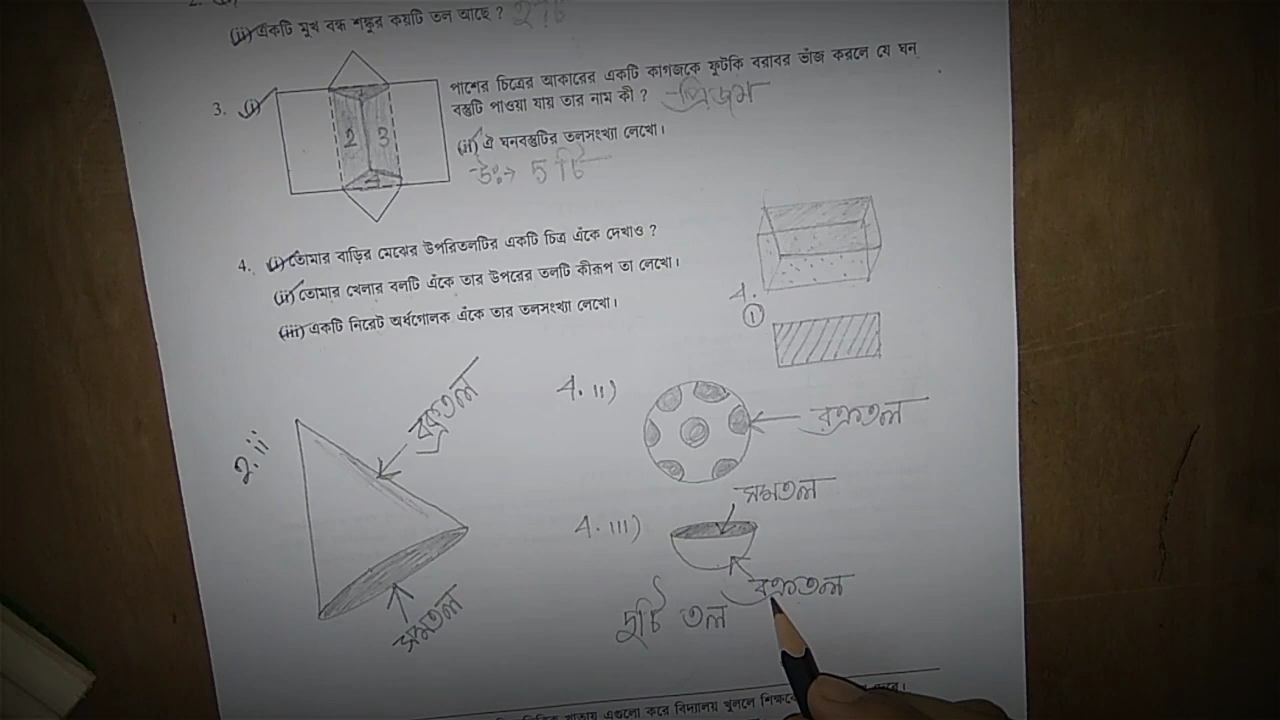 (ii) একটি মুখ বন্ধ শঙ্কুর কয়টি তল আছে ? 2টি
3. (i) পাশের চিত্রের আকারের একটি কাগজকে ফুটকি বরাবর ভাঁজ করলে যে ঘন
বস্তুটি পাওয়া যায় তার নাম কী ? প্রিজম
2 3
(ii) ঐ ঘনবস্তুটির তলসংখ্যা লেখো।
উঃ→ 5 টি
4. (i) তোমার বাড়ির মেঝের উপরিতলটির একটি চিত্র এঁকে দেখাও ?
(ii) তোমার খেলার বলটি এঁকে তার উপরের তলটি কীরূপ তা লেখো।
(iii) একটি নিরেট অর্ধগোলক এঁকে তার তলসংখ্যা লেখো।
4.
1
2.ii
বক্রতল
সমতল
4. ii)
বক্রতল
4. iii)
সমতল
বক্রতল
দুটি তল